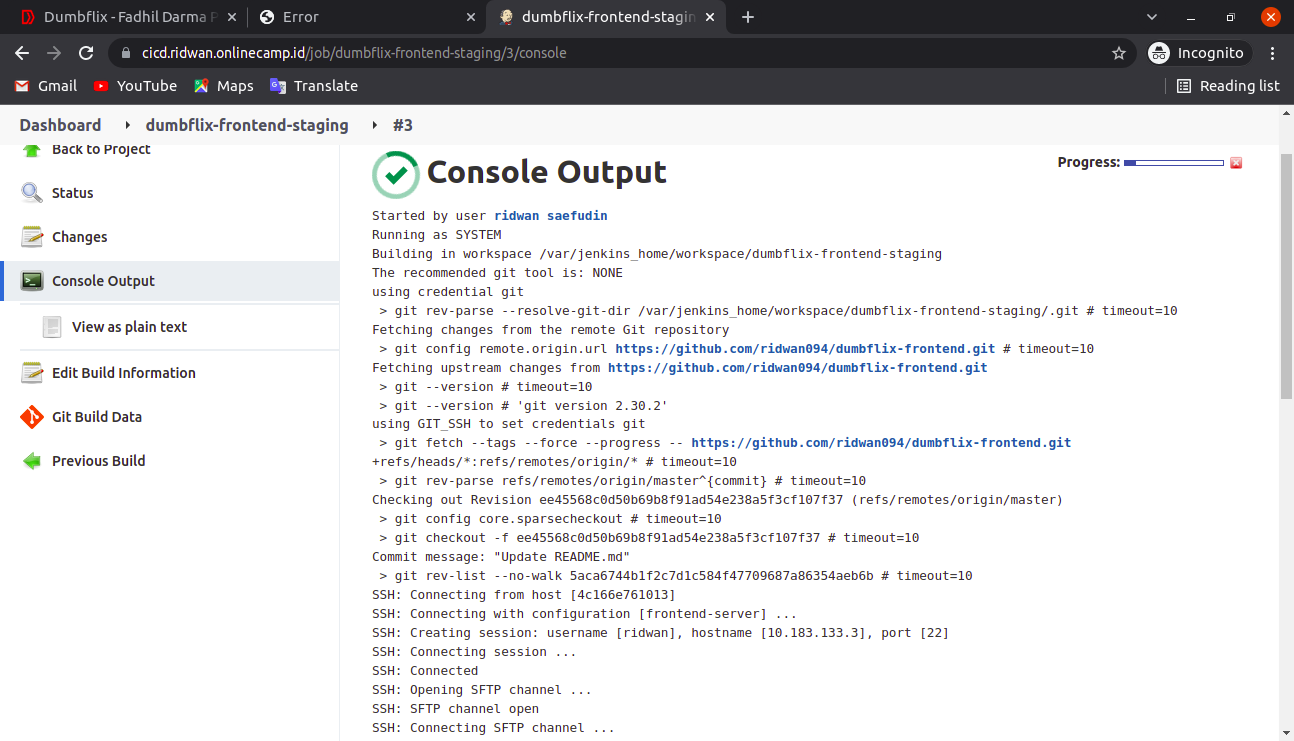 Dumbflix - Fadhil Darma P
Error
dumbflix-frontend-stagin
cicd.ridwan.onlinecamp.id/job/dumbflix-frontend-staging/3/console
Incognito
Gmail
YouTube
Maps
Translate
Reading list
Dashboard
dumbflix-frontend-staging
#3
Back to Project
Status
Changes
Console Output
View as plain text
Edit Build Information
Git Build Data
Previous Build
Console Output
Progress:
Started by user ridwan saefudin
Running as SYSTEM
Building in workspace /var/jenkins_home/workspace/dumbflix-frontend-staging
The recommended git tool is: NONE
using credential git
> git rev-parse --resolve-git-dir /var/jenkins_home/workspace/dumbflix-frontend-staging/.git # timeout=10
Fetching changes from the remote Git repository
> git config remote.origin.url https://github.com/ridwan094/dumbflix-frontend.git # timeout=10
Fetching upstream changes from https://github.com/ridwan094/dumbflix-frontend.git
> git --version # timeout=10
> git --version # 'git version 2.30.2'
using GIT_SSH to set credentials git
> git fetch --tags --force --progress -- https://github.com/ridwan094/dumbflix-frontend.git
+refs/heads/*:refs/remotes/origin/* # timeout=10
> git rev-parse refs/remotes/origin/master^{commit} # timeout=10
Checking out Revision ee45568c0d50b69b8f91ad54e238a5f3cf107f37 (refs/remotes/origin/master)
> git config core.sparsecheckout # timeout=10
> git checkout -f ee45568c0d50b69b8f91ad54e238a5f3cf107f37 # timeout=10
Commit message: "Update README.md"
> git rev-list --no-walk 5aca6744b1f2c7d1c584f47709687a86354aeb6b # timeout=10
SSH: Connecting from host [4c166e761013]
SSH: Connecting with configuration [frontend-server] ...
SSH: Creating session: username [ridwan], hostname [10.183.133.3], port [22]
SSH: Connecting session ...
SSH: Connected
SSH: Opening SFTP channel ...
SSH: SFTP channel open
SSH: Connecting SFTP channel ...